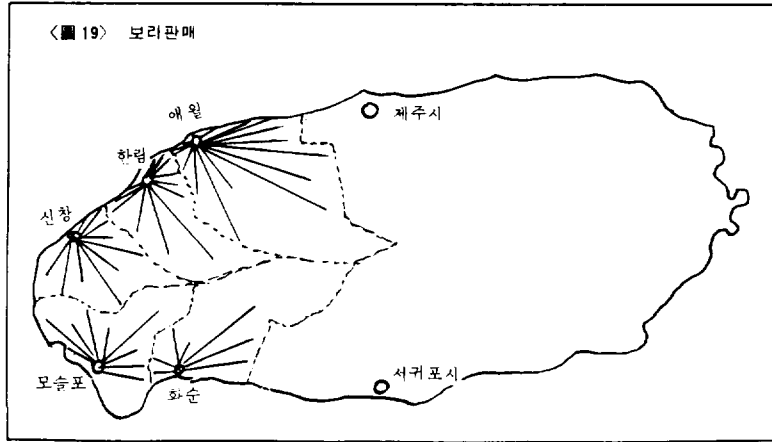 〈圖 19〉 보리판매
애월
제주시
한림
신창
모슬포
화순
서귀포시